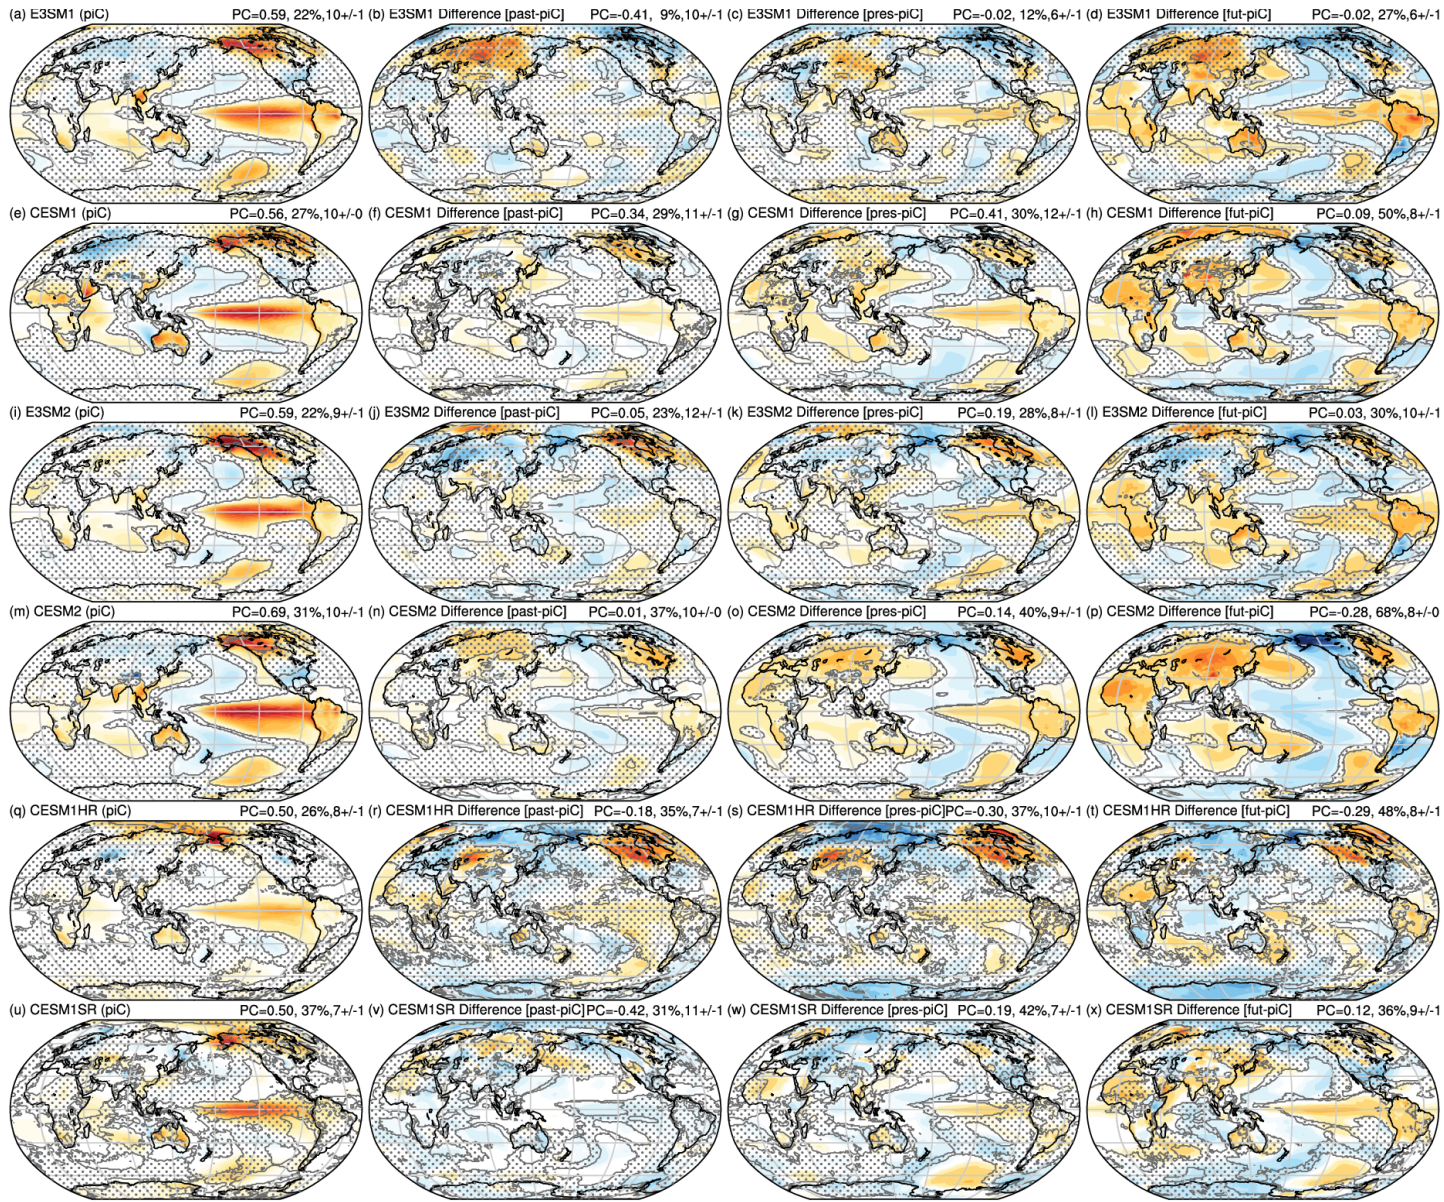 (a) E3SM1 (piC) PC=0.59, 22%,10+/-1 (b) E3SM1 Difference [past-piC] PC=-0.41, 9%,10+/-1 (c) E3SM1 Difference [pres-piC] PC=-0.02, 12%,6+/-1 (d) E3SM1 Difference [fut-piC] PC=-0.02, 27%,6+/-1
(e) CESM1 (piC) PC=0.56, 27%,10+/-0 (f) CESM1 Difference [past-piC] PC=0.34, 29%,11+/-1 (g) CESM1 Difference [pres-piC] PC=0.41, 30%,12+/-1 (h) CESM1 Difference [fut-piC] PC=0.09, 50%,8+/-1
(i) E3SM2 (piC) PC=0.59, 22%,9+/-1 (j) E3SM2 Difference [past-piC] PC=0.05, 23%,12+/-1 (k) E3SM2 Difference [pres-piC] PC=0.19, 28%,8+/-1 (l) E3SM2 Difference [fut-piC] PC=0.03, 30%,10+/-1
(m) CESM2 (piC) PC=0.69, 31%,10+/-1 (n) CESM2 Difference [past-piC] PC=0.01, 37%,10+/-0 (o) CESM2 Difference [pres-piC] PC=0.14, 40%,9+/-1 (p) CESM2 Difference [fut-piC] PC=-0.28, 68%,8+/-0
(q) CESM1HR (piC) PC=0.50, 26%,8+/-1 (r) CESM1HR Difference [past-piC] PC=-0.18, 35%,7+/-1 (s) CESM1HR Difference [pres-piC]PC=-0.30, 37%,10+/-1 (t) CESM1HR Difference [fut-piC] PC=-0.29, 48%,8+/-1
(u) CESM1SR (piC) PC=0.50, 37%,7+/-1 (v) CESM1SR Difference [past-piC]PC=-0.42, 31%,11+/-1 (w) CESM1SR Difference [pres-piC] PC=0.19, 42%,7+/-1 (x) CESM1SR Difference [fut-piC] PC=0.12, 36%,9+/-1